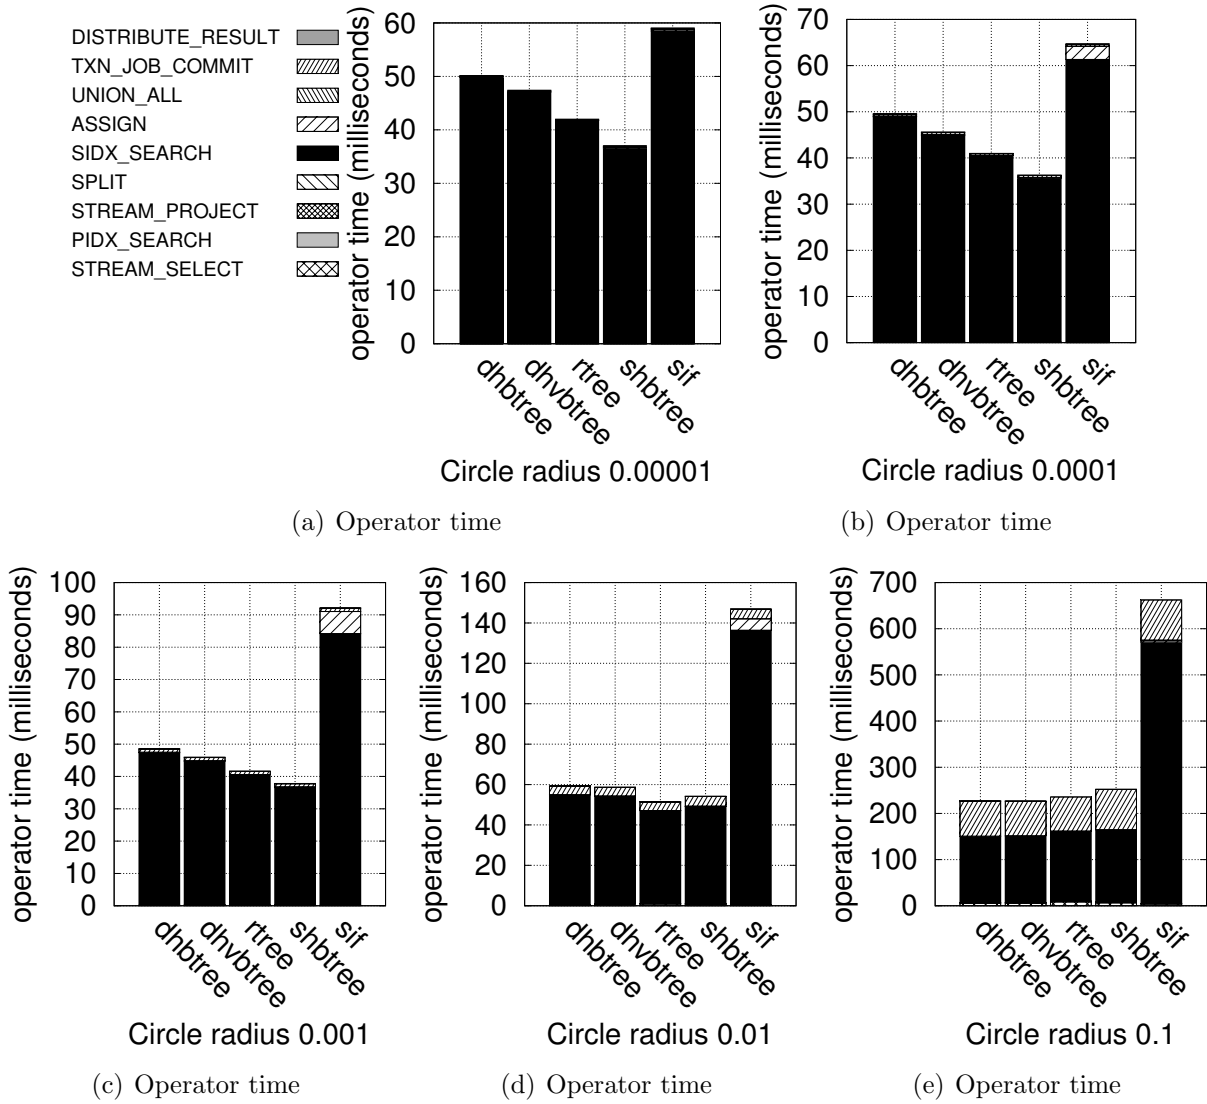 DISTRIBUTE_RESULT
TXN_JOB_COMMIT
UNION_ALL
ASSIGN
SIDX_SEARCH
SPLIT
STREAM_PROJECT
PIDX_SEARCH
STREAM_SELECT
operator time (milliseconds)
60
50
40
30
20
10
0
dhbtree
dhvbtree
rtree
shbtree
sif
Circle radius 0.00001
(a) Operator time
operator time (milliseconds)
70
60
50
40
30
20
10
0
dhbtree
dhvbtree
rtree
shbtree
sif
Circle radius 0.0001
(b) Operator time
operator time (milliseconds)
100
90
80
70
60
50
40
30
20
10
0
dhbtree
dhvbtree
rtree
shbtree
sif
Circle radius 0.001
(c) Operator time
operator time (milliseconds)
160
140
120
100
80
60
40
20
0
dhbtree
dhvbtree
rtree
shbtree
sif
Circle radius 0.01
(d) Operator time
operator time (milliseconds)
700
600
500
400
300
200
100
0
dhbtree
dhvbtree
rtree
shbtree
sif
Circle radius 0.1
(e) Operator time